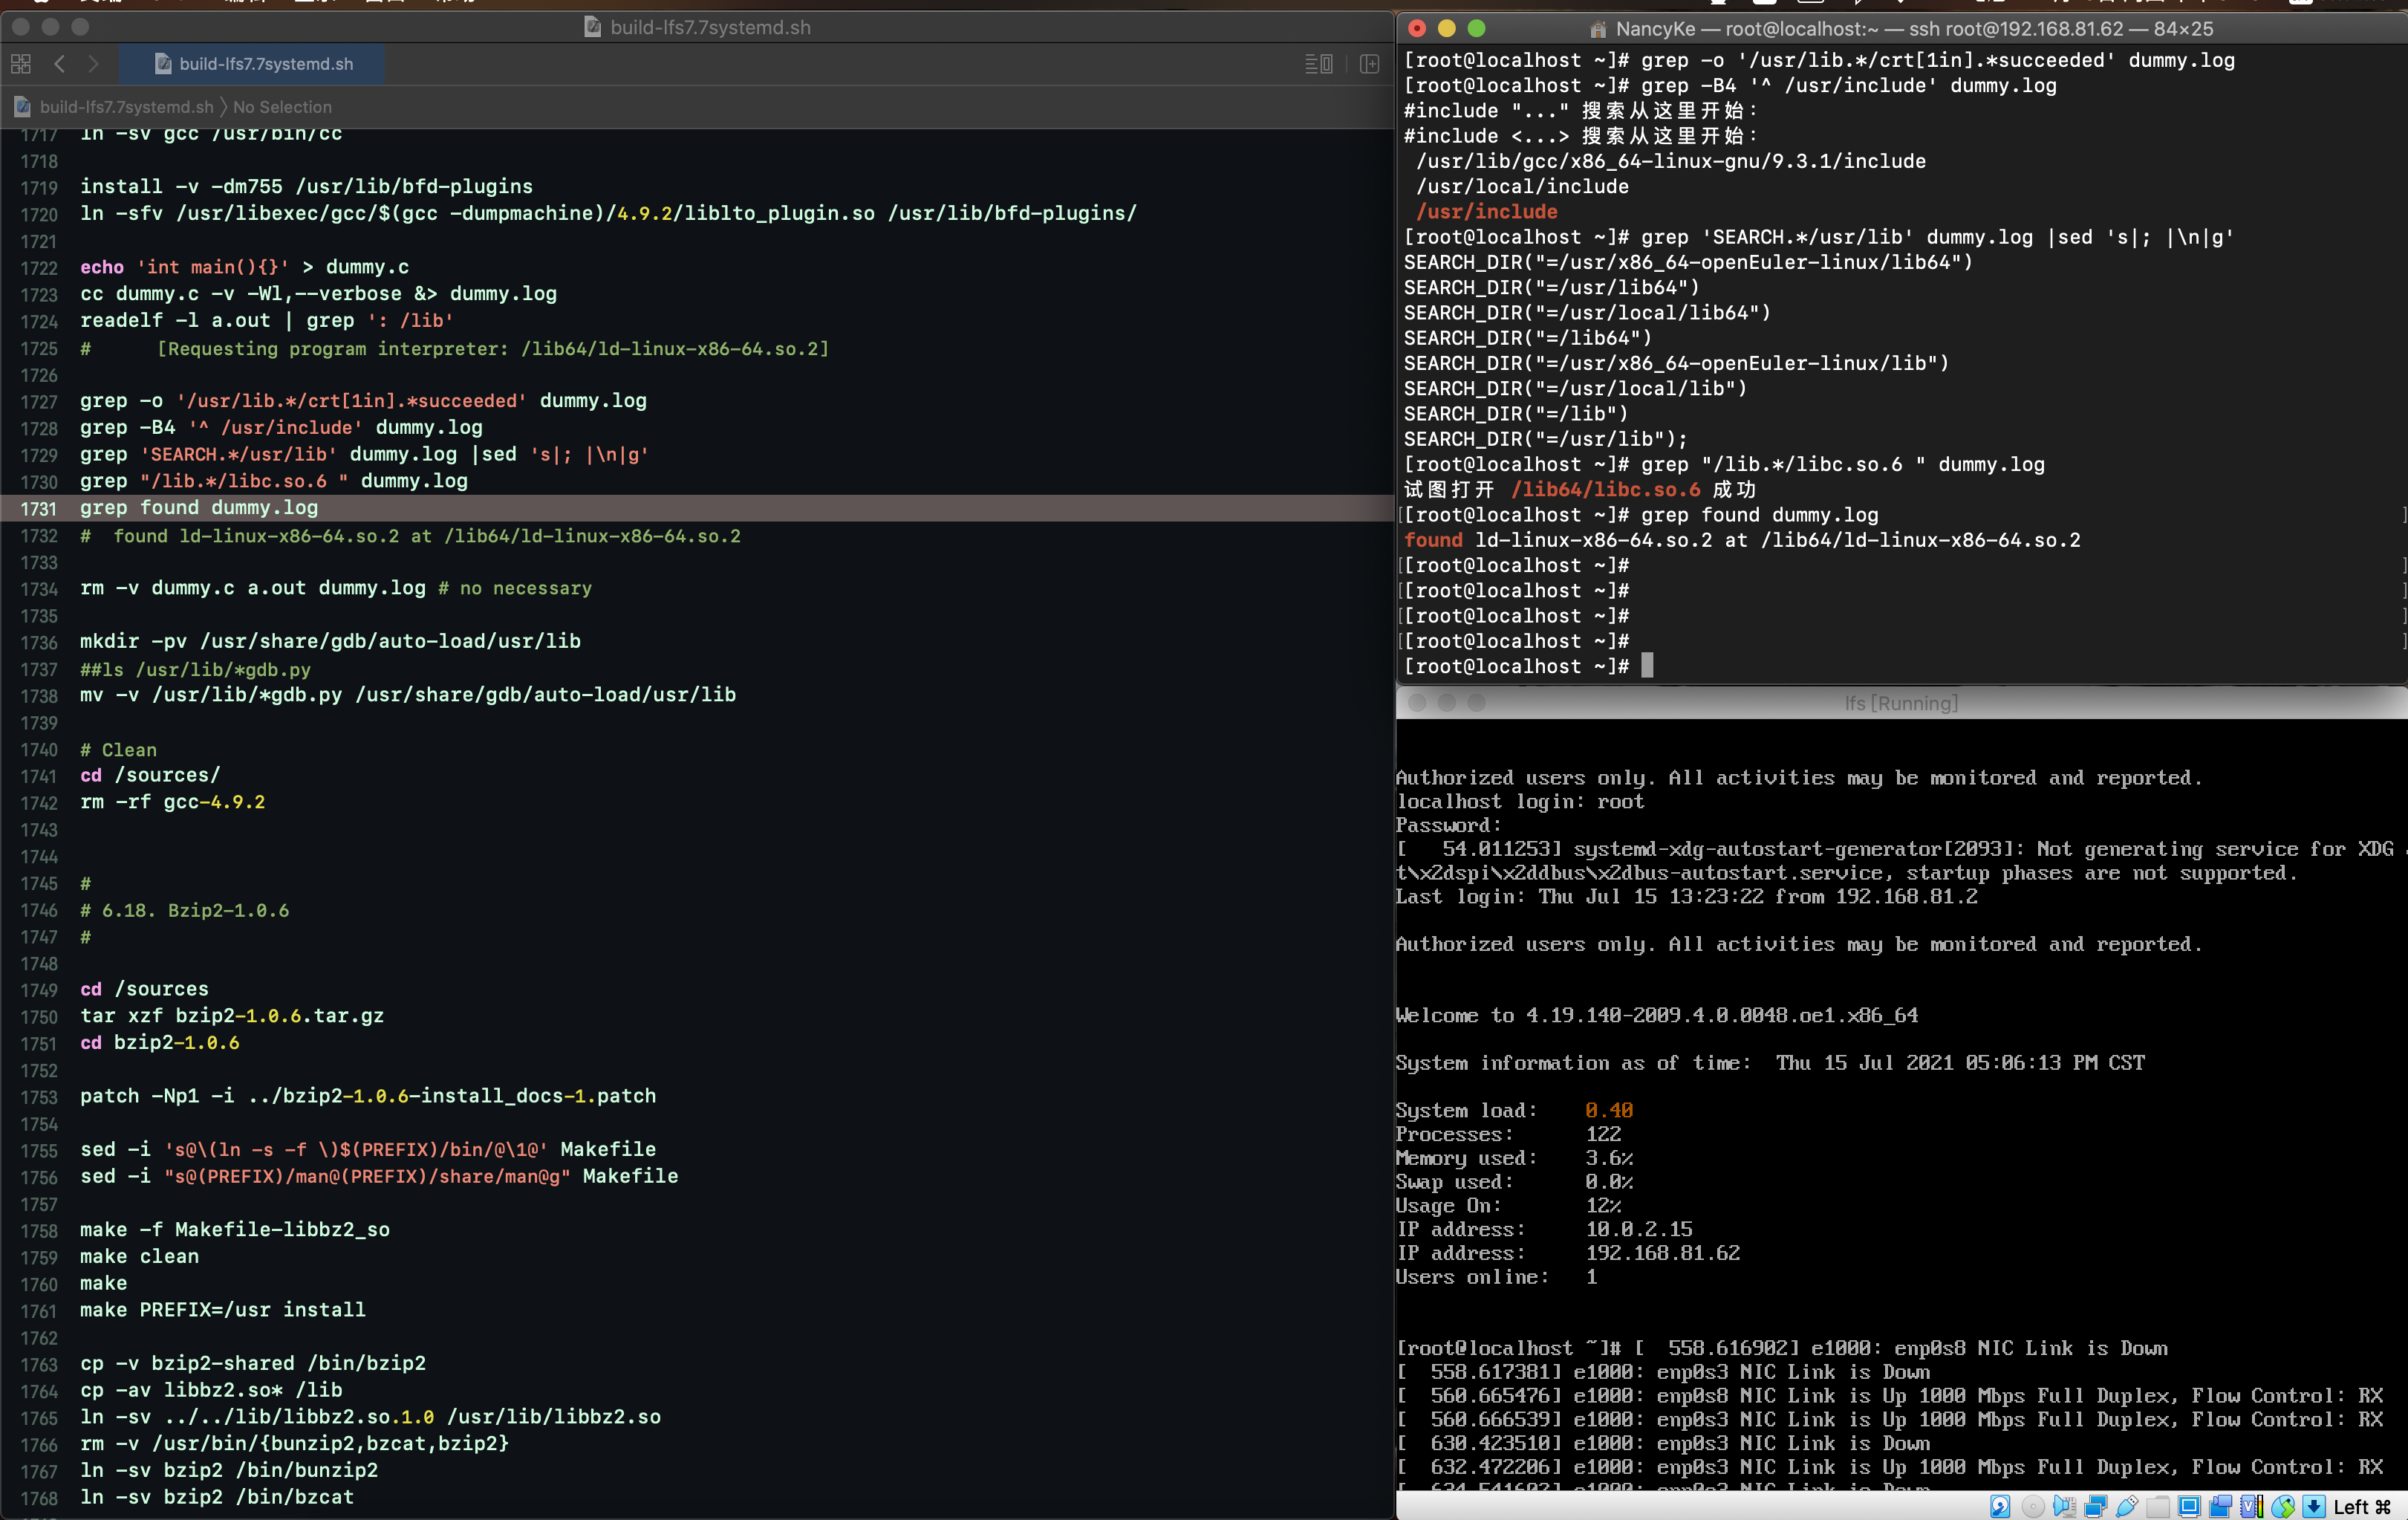 build-lfs7.7systemd.sh
build-lfs7.7systemd.sh
build-lfs7.7systemd.sh 〉 No Selection
1717 ln -sv gcc /usr/bin/cc
1718
1719 install -v -dm755 /usr/lib/bfd-plugins
1720 ln -sfv /usr/libexec/gcc/$(gcc -dumpmachine)/4.9.2/liblto_plugin.so /usr/lib/bfd-plugins/
1721
1722 echo 'int main(){}' > dummy.c
1723 cc dummy.c -v -Wl,--verbose &> dummy.log
1724 readelf -l a.out | grep ': /lib'
1725 #      [Requesting program interpreter: /lib64/ld-linux-x86-64.so.2]
1726
1727 grep -o '/usr/lib.*/crt[1in].*succeeded' dummy.log
1728 grep -B4 '^ /usr/include' dummy.log
1729 grep 'SEARCH.*/usr/lib' dummy.log |sed 's|; |\n|g'
1730 grep "/lib.*/libc.so.6 " dummy.log
1731 grep found dummy.log
1732 #  found ld-linux-x86-64.so.2 at /lib64/ld-linux-x86-64.so.2
1733
1734 rm -v dummy.c a.out dummy.log # no necessary
1735
1736 mkdir -pv /usr/share/gdb/auto-load/usr/lib
1737 ##ls /usr/lib/*gdb.py
1738 mv -v /usr/lib/*gdb.py /usr/share/gdb/auto-load/usr/lib
1739
1740 # Clean
1741 cd /sources/
1742 rm -rf gcc-4.9.2
1743
1744
1745 #
1746 # 6.18. Bzip2-1.0.6
1747 #
1748
1749 cd /sources
1750 tar xzf bzip2-1.0.6.tar.gz
1751 cd bzip2-1.0.6
1752
1753 patch -Np1 -i ../bzip2-1.0.6-install_docs-1.patch
1754
1755 sed -i 's@\(ln -s -f \)$(PREFIX)/bin/@\1@' Makefile
1756 sed -i "s@(PREFIX)/man@(PREFIX)/share/man@g" Makefile
1757
1758 make -f Makefile-libbz2_so
1759 make clean
1760 make
1761 make PREFIX=/usr install
1762
1763 cp -v bzip2-shared /bin/bzip2
1764 cp -av libbz2.so* /lib
1765 ln -sv ../../lib/libbz2.so.1.0 /usr/lib/libbz2.so
1766 rm -v /usr/bin/{bunzip2,bzcat,bzip2}
1767 ln -sv bzip2 /bin/bunzip2
1768 ln -sv bzip2 /bin/bzcat
NancyKe — root@localhost:~ — ssh root@192.168.81.62 — 84×25
[root@localhost ~]# grep -o '/usr/lib.*/crt[1in].*succeeded' dummy.log
[root@localhost ~]# grep -B4 '^ /usr/include' dummy.log
#include "..." 搜索从这里开始：
#include <...> 搜索从这里开始：
 /usr/lib/gcc/x86_64-linux-gnu/9.3.1/include
 /usr/local/include
 /usr/include
[root@localhost ~]# grep 'SEARCH.*/usr/lib' dummy.log |sed 's|; |\n|g'
SEARCH_DIR("=/usr/x86_64-openEuler-linux/lib64")
SEARCH_DIR("=/usr/lib64")
SEARCH_DIR("=/usr/local/lib64")
SEARCH_DIR("=/lib64")
SEARCH_DIR("=/usr/x86_64-openEuler-linux/lib")
SEARCH_DIR("=/usr/local/lib")
SEARCH_DIR("=/lib")
SEARCH_DIR("=/usr/lib");
[root@localhost ~]# grep "/lib.*/libc.so.6 " dummy.log
试图打开 /lib64/libc.so.6 成功
[[root@localhost ~]# grep found dummy.log ]
found ld-linux-x86-64.so.2 at /lib64/ld-linux-x86-64.so.2
[[root@localhost ~]# ]
[[root@localhost ~]# ]
[[root@localhost ~]# ]
[[root@localhost ~]# ]
[root@localhost ~]#
lfs [Running]
Authorized users only. All activities may be monitored and reported.
localhost login: root
Password:
[   54.011253] systemd-xdg-autostart-generator[2093]: Not generating service for XDG
t\x2dspi\x2ddbus\x2dbus-autostart.service, startup phases are not supported.
Last login: Thu Jul 15 13:23:22 from 192.168.81.2
Authorized users only. All activities may be monitored and reported.
Welcome to 4.19.140-2009.4.0.0048.oe1.x86_64
System information as of time:  Thu 15 Jul 2021 05:06:13 PM CST
System load:    0.40
Processes:      122
Memory used:    3.6%
Swap used:      0.0%
Usage On:       12%
IP address:     10.0.2.15
IP address:     192.168.81.62
Users online:   1
[root@localhost ~]# [  558.616902] e1000: enp0s8 NIC Link is Down
[  558.617381] e1000: enp0s3 NIC Link is Down
[  560.665476] e1000: enp0s8 NIC Link is Up 1000 Mbps Full Duplex, Flow Control: RX
[  560.666539] e1000: enp0s3 NIC Link is Up 1000 Mbps Full Duplex, Flow Control: RX
[  630.423510] e1000: enp0s3 NIC Link is Down
[  632.472206] e1000: enp0s3 NIC Link is Up 1000 Mbps Full Duplex, Flow Control: RX
Left ⌘